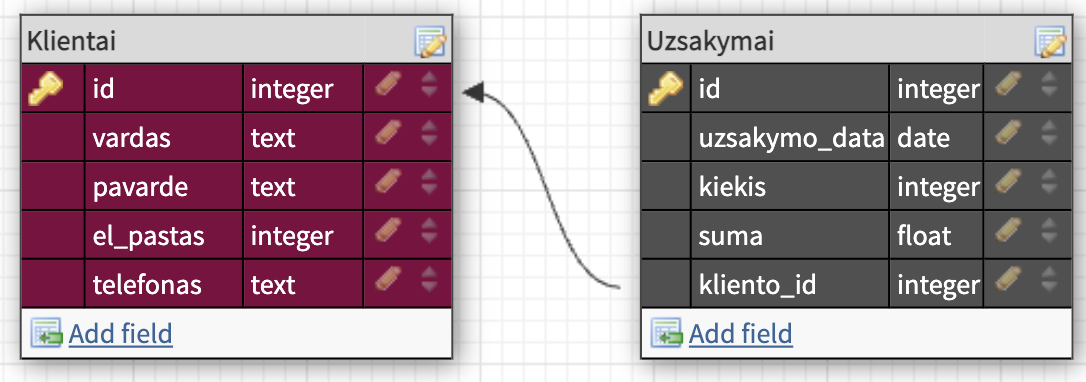 Klientai
id integer
vardas text
pavarde text
el_pastas integer
telefonas text
Add field
Uzsakymai
id integer
uzsakymo_data date
kiekis integer
suma float
kliento_id integer
Add field